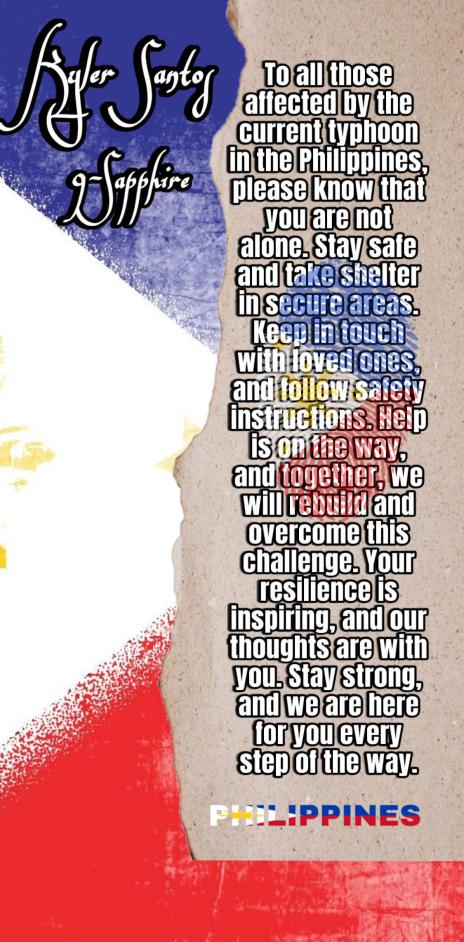 Kyler Santos
9-Sapphire
To all those
affected by the
current typhoon
in the Philippines,
please know that
you are not
alone. Stay safe
and take shelter
in secure areas.
Keep in touch
with loved ones,
and follow safety
instructions. Help
is on the way,
and together, we
will rebuild and
overcome this
challenge. Your
resilience is
inspiring, and our
thoughts are with
you. Stay strong,
and we are here
for you every
step of the way.
PHILIPPINES